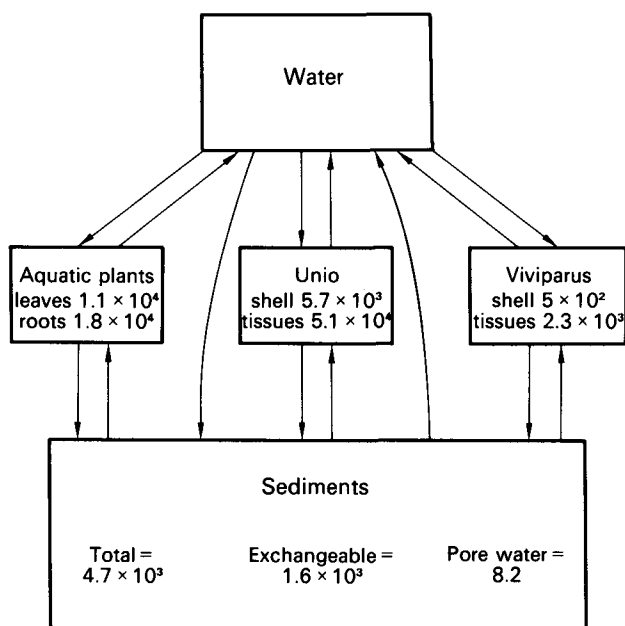 Water
Aquatic plants
leaves 1.1 × 10⁴
roots 1.8 × 10⁴
Unio
shell 5.7 × 10³
tissues 5.1 × 10⁴
Viviparus
shell 5 × 10²
tissues 2.3 × 10³
Sediments
Total =
4.7 × 10³
Exchangeable =
1.6 × 10³
Pore water =
8.2